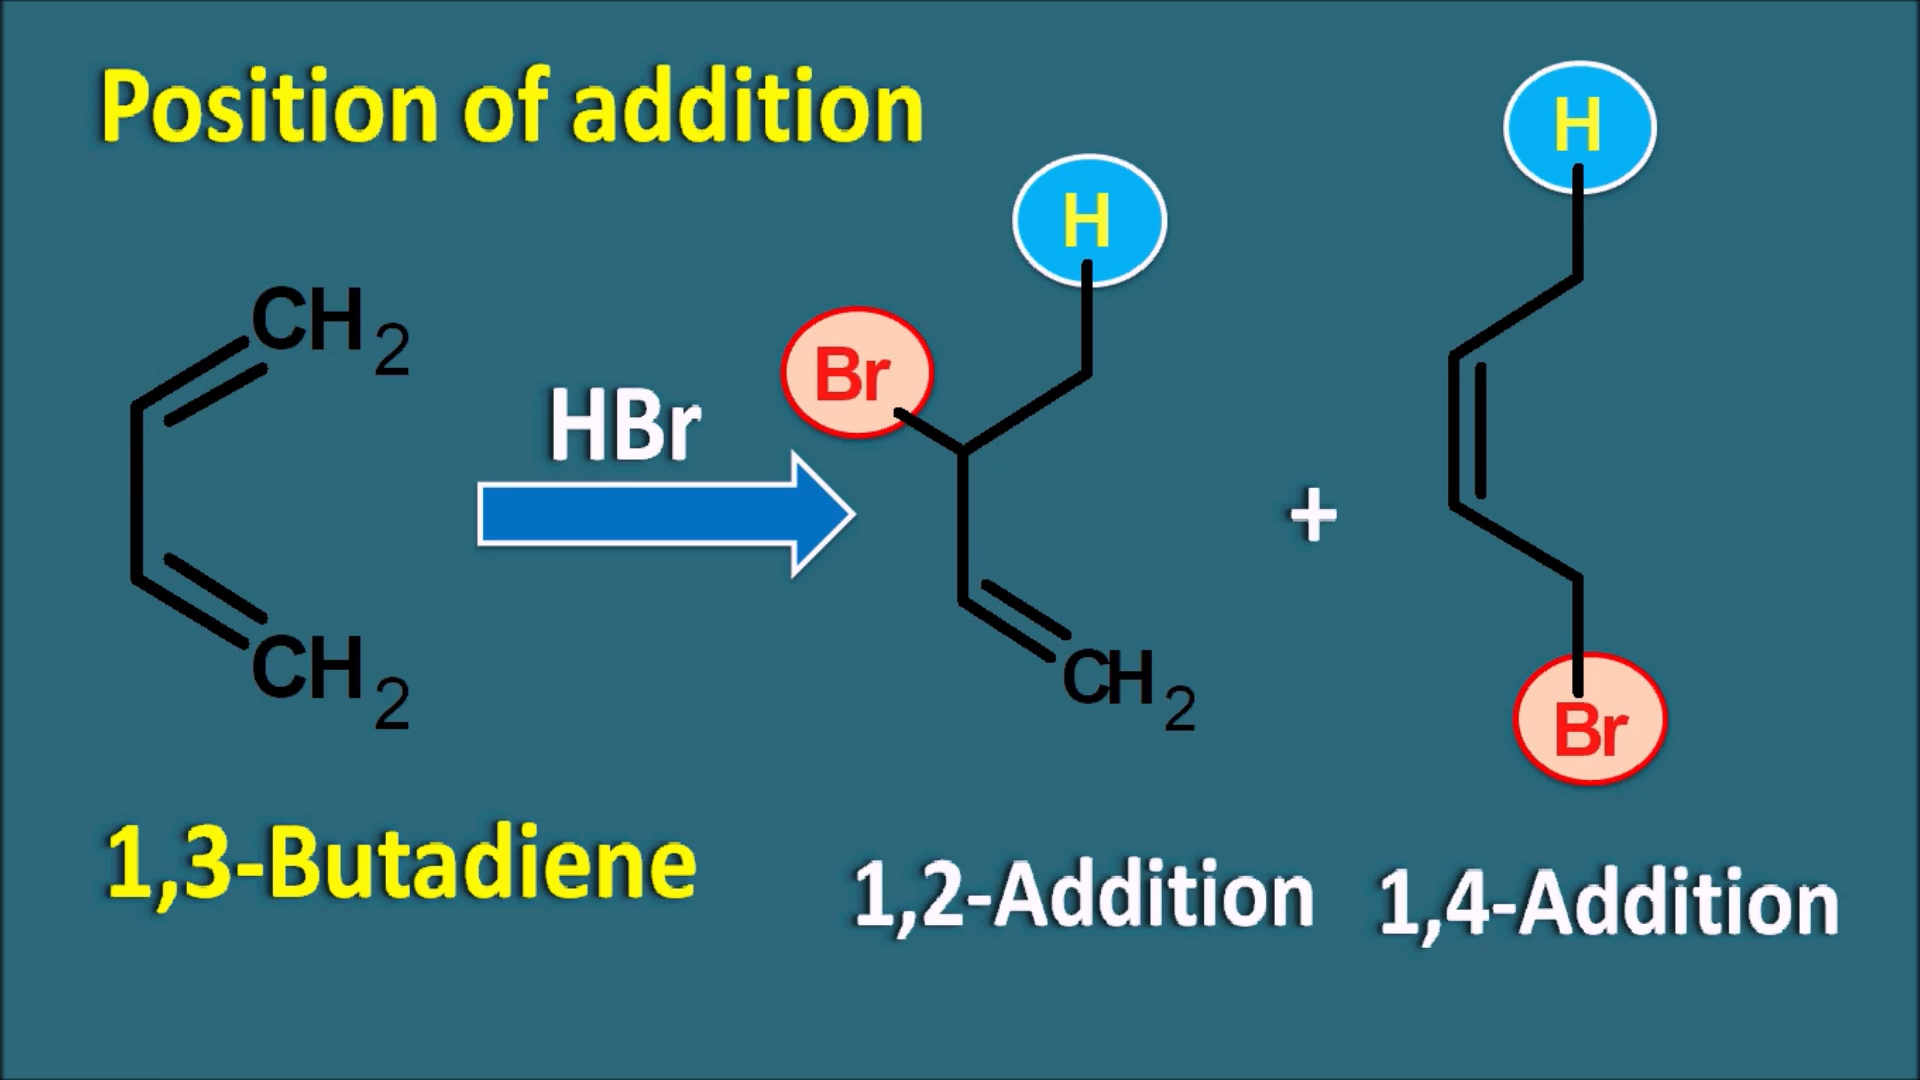 Position of addition
H
H
CH2
Br
HBr
+
CH2
CH2
Br
1,3-Butadiene
1,2-Addition
1,4-Addition